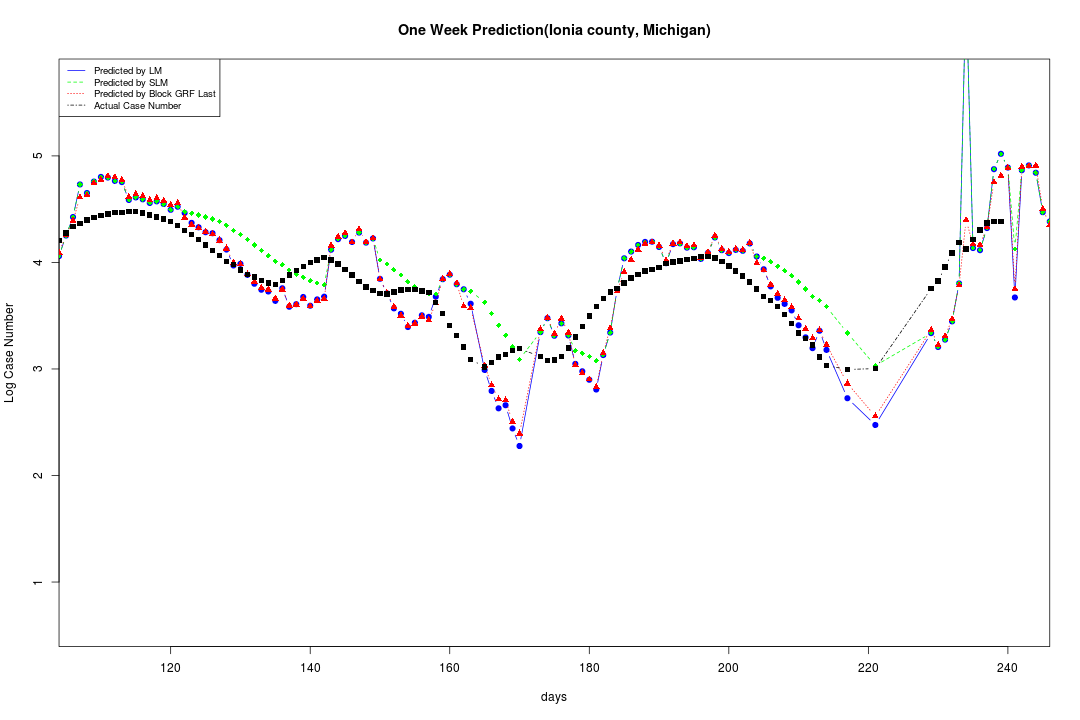 One Week Prediction(Ionia county, Michigan)
Predicted by LM
Predicted by SLM
Predicted by Block GRF Last
Actual Case Number
Log Case Number
5
4
3
2
1
120 140 160 180 200 220 240
days